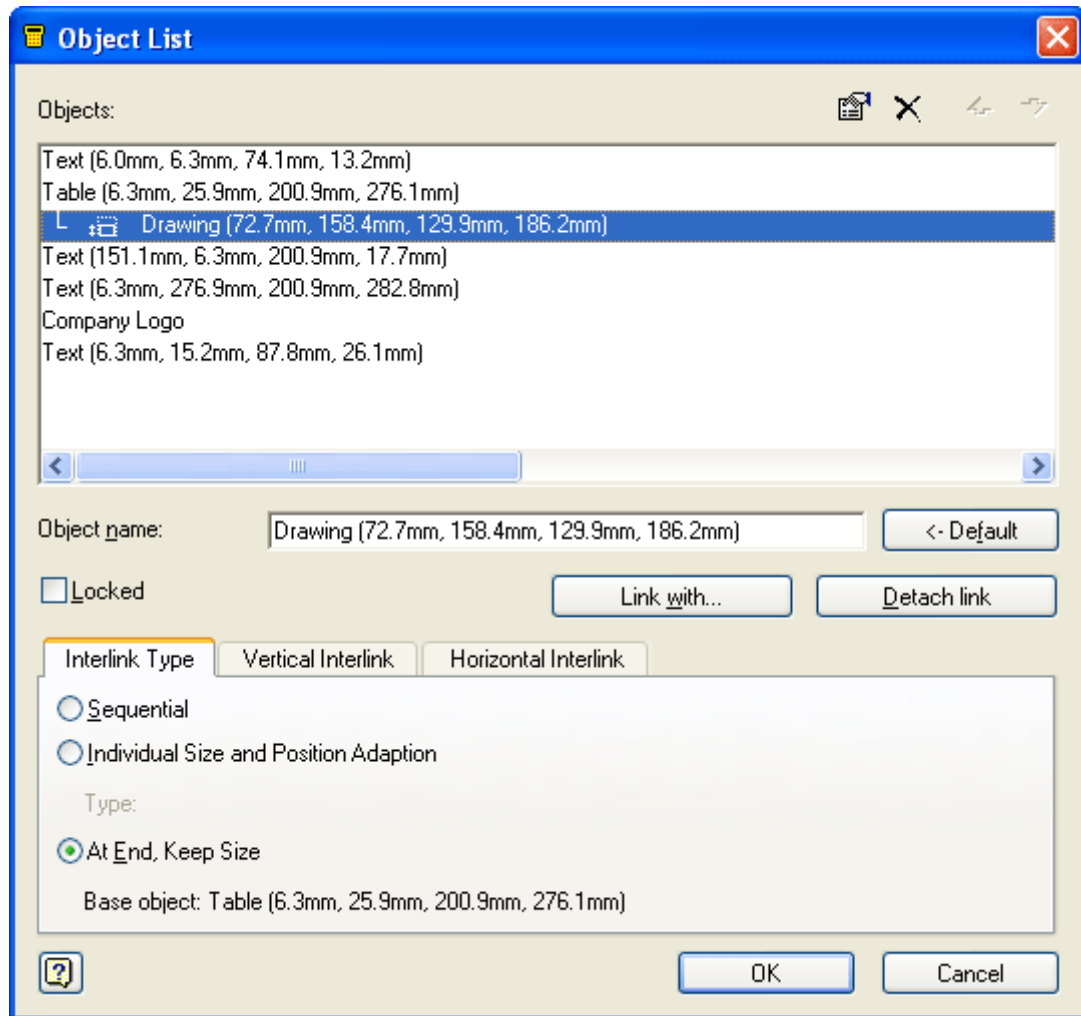 Object List
Objects:
Text (6.0mm, 6.3mm, 74.1mm, 13.2mm)
Table (6.3mm, 25.9mm, 200.9mm, 276.1mm)
Drawing (72.7mm, 158.4mm, 129.9mm, 186.2mm)
Text (151.1mm, 6.3mm, 200.9mm, 17.7mm)
Text (6.3mm, 276.9mm, 200.9mm, 282.8mm)
Company Logo
Text (6.3mm, 15.2mm, 87.8mm, 26.1mm)
Object name: Drawing (72.7mm, 158.4mm, 129.9mm, 186.2mm) <- Default
Locked Link with... Detach link
Interlink Type Vertical Interlink Horizontal Interlink
Sequential
Individual Size and Position Adaption
Type:
At End, Keep Size
Base object: Table (6.3mm, 25.9mm, 200.9mm, 276.1mm)
? OK Cancel